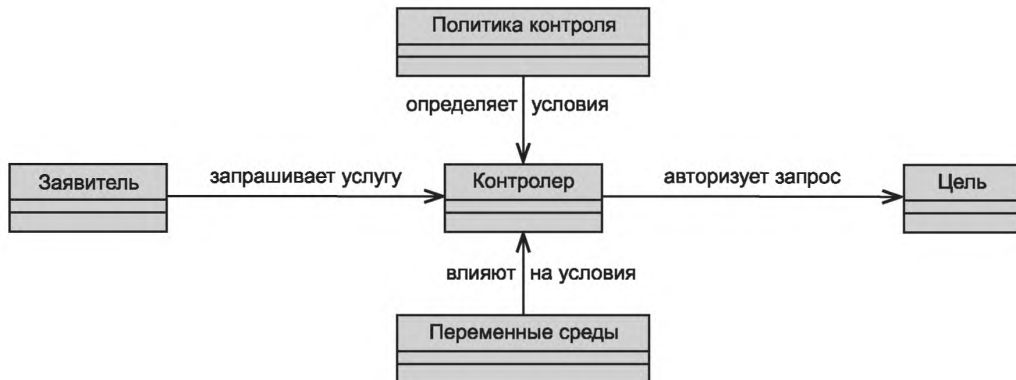 Политика контроля
определяет условия
Заявитель
запрашивает услугу
Контролер
авторизует запрос
Цель
влияют на условия
Переменные среды